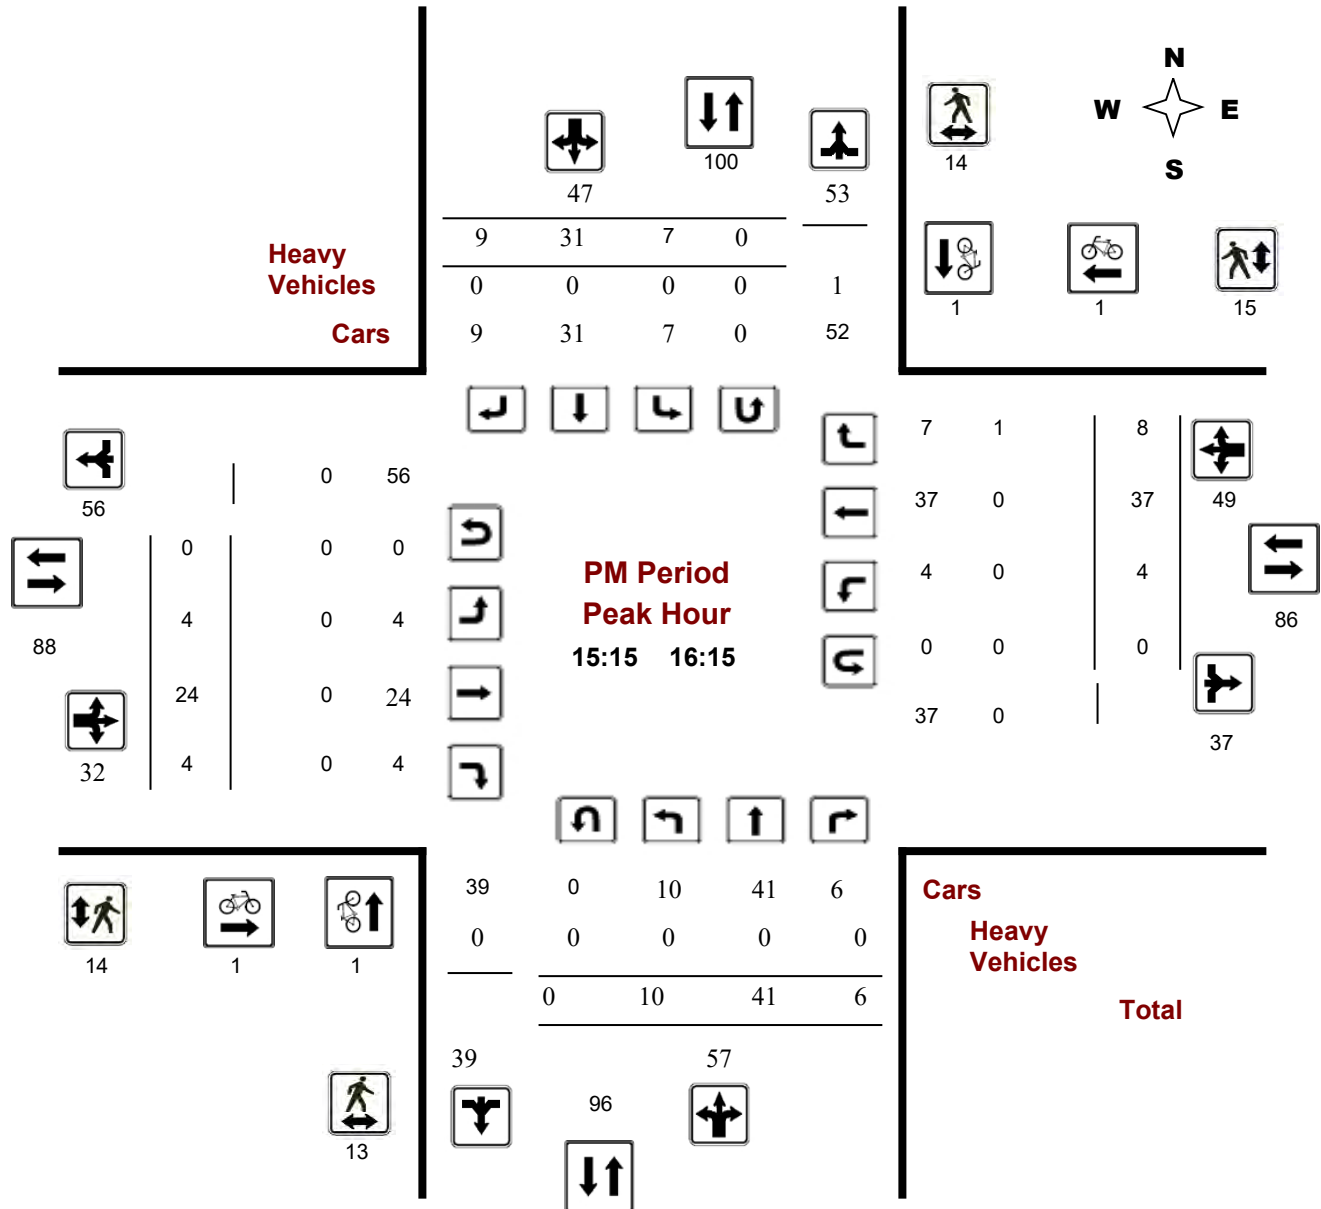 N
W E
S
100
14
47 53
9 31 7 0
Heavy
Vehicles
0 0 0 0 1
1 1 15
Cars
9 31 7 0 52
7 1 8
0 56
56
37 0 37 49
0 0 0
PM Period
4 0 4
Peak Hour
4 0 4
86
88
15:15 16:15
0 0 0
24 0 24
37 0
37
32 4 0 4
39 0 10 41 6
Cars
0 0 0 0 0
Heavy
Vehicles
14 1 1
0 10 41 6
Total
39 57
96
13